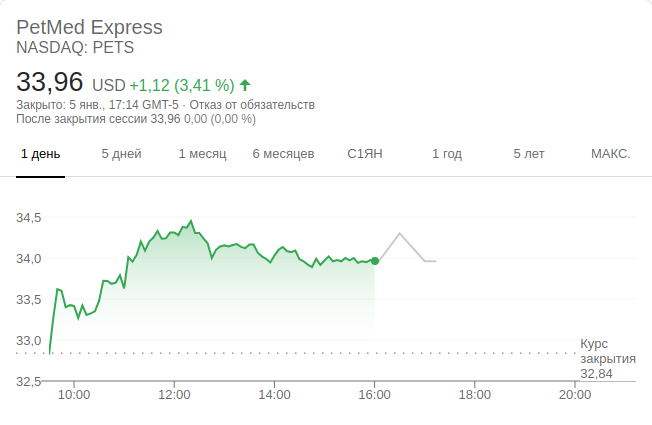 PetMed Express
NASDAQ: PETS
33,96 USD +1,12 (3,41 %)
Закрыто: 5 янв., 17:14 GMT-5 · Отказ от обязательств
После закрытия сессии 33,96 0,00 (0,00 %)
1 день 5 дней 1 месяц 6 месяцев С1ЯН 1 год 5 лет МАКС.
34,5
34,0
33,5
33,0
Курс
закрытия
32,84
32,5
10:00 12:00 14:00 16:00 18:00 20:00